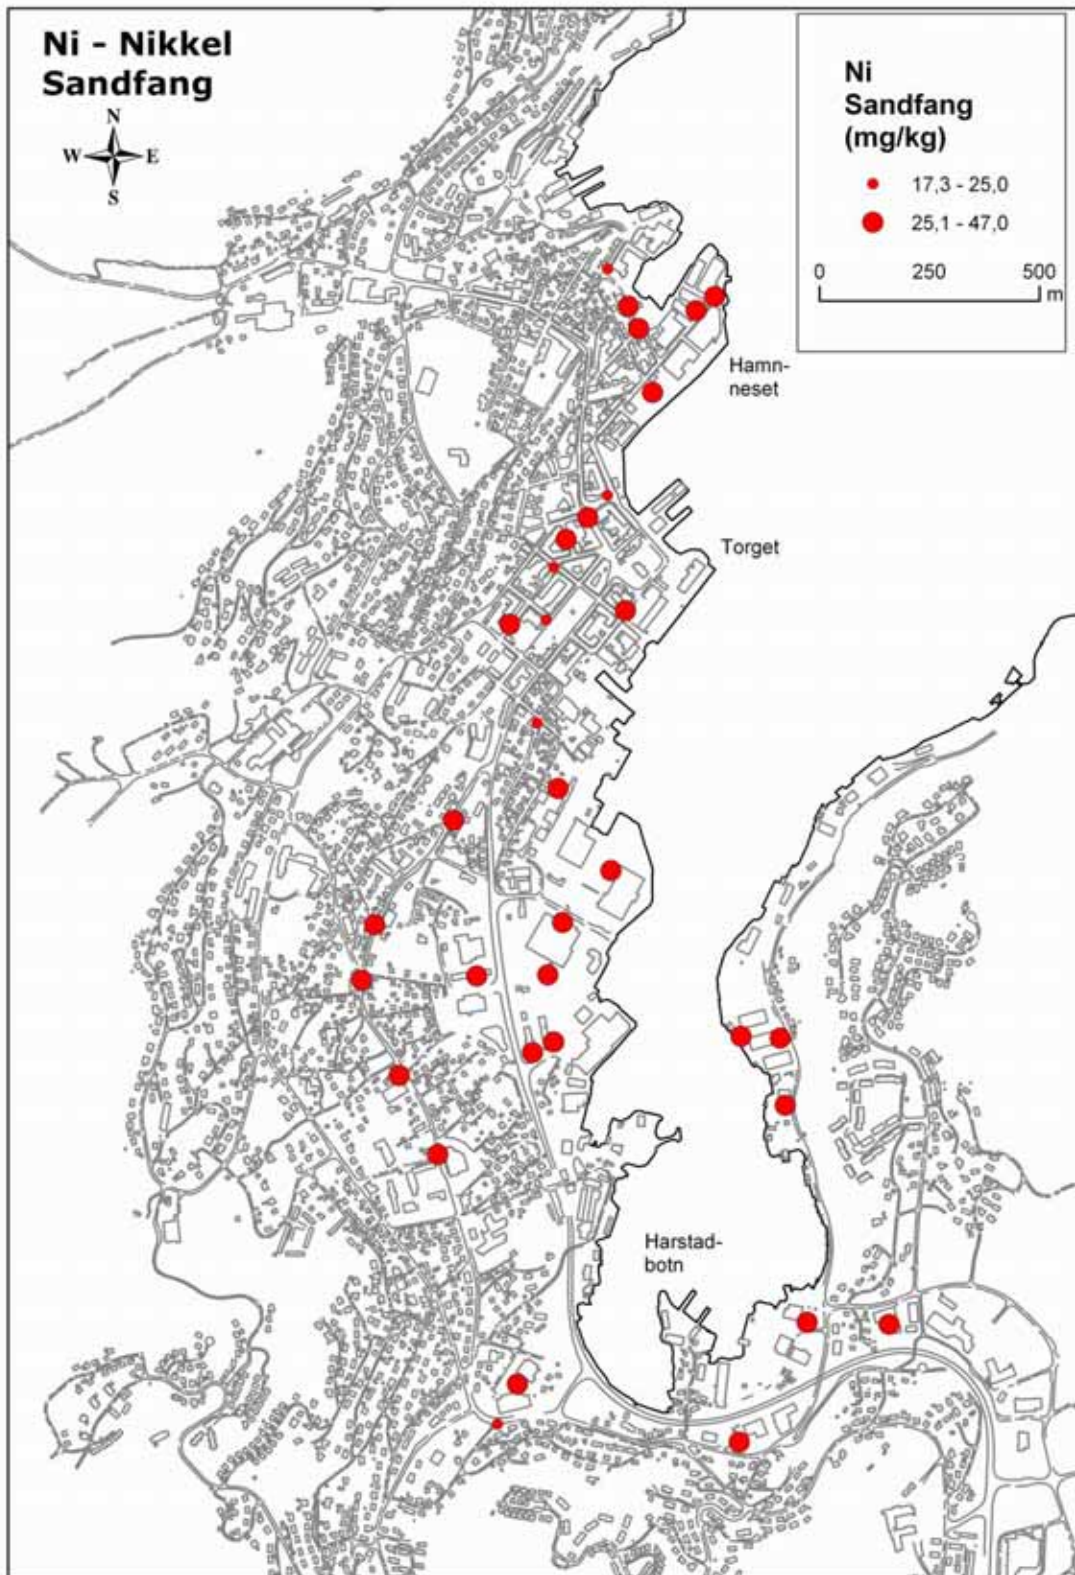 Ni - Nikkel
Sandfang
N
W E
S
Ni
Sandfang
(mg/kg)
17,3 - 25,0
25,1 - 47,0
0 250 500
m
Hamn-
neset
Torget
Harstad-
botn